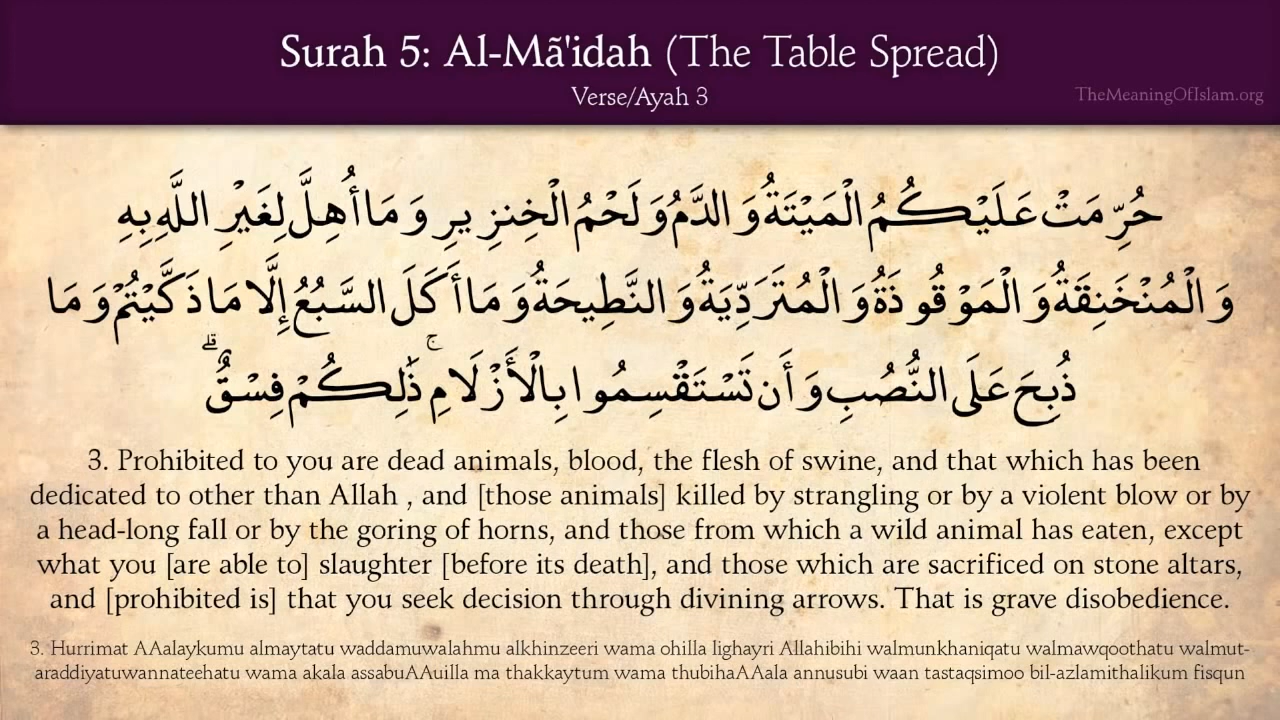 Surah 5: Al-Mã'idah (The Table Spread)
Verse/Ayah 3
TheMeaningOfIslam.org
حُرِّمَتْ عَلَيْكُمُ الْمَيْتَةُ وَالدَّمُ وَلَحْمُ الْخِنزِيرِ وَمَا أُهِلَّ لِغَيْرِ اللَّهِ بِهِ
وَالْمُنْخَنِقَةُ وَالْمَوْقُوذَةُ وَالْمُتَرَدِّيَةُ وَالنَّطِيحَةُ وَمَا أَكَلَ السَّبُعُ إِلَّا مَا ذَكَّيْتُمْ وَمَا
ذُبِحَ عَلَى النُّصُبِ وَأَن تَسْتَقْسِمُوا بِالْأَزْلَامِ ۚ ذَٰلِكُمْ فِسْقٌ ۗ
3. Prohibited to you are dead animals, blood, the flesh of swine, and that which has been
dedicated to other than Allah , and [those animals] killed by strangling or by a violent blow or by
a head-long fall or by the goring of horns, and those from which a wild animal has eaten, except
what you [are able to] slaughter [before its death], and those which are sacrificed on stone altars,
and [prohibited is] that you seek decision through divining arrows. That is grave disobedience.
3. Hurrimat AAalaykumu almaytatu waddamuwalahmu alkhinzeeri wama ohilla lighayri Allahibihi walmunkhaniqatu walmawqoothatu walmut-
araddiyatuwannateehatu wama akala assabuAAuilla ma thakkaytum wama thubihaAAala annusubi waan tastaqsimoo bil-azlamithalikum fisqun